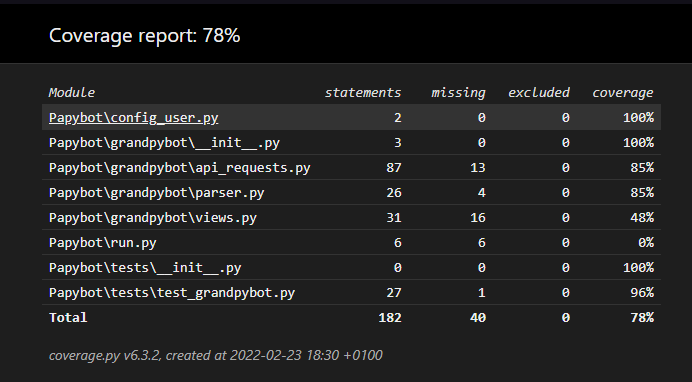 Coverage report: 78%
Module statements missing excluded coverage
Papybot\config_user.py 2 0 0 100%
Papybot\grandpybot\__init__.py 3 0 0 100%
Papybot\grandpybot\api_requests.py 87 13 0 85%
Papybot\grandpybot\parser.py 26 4 0 85%
Papybot\grandpybot\views.py 31 16 0 48%
Papybot\run.py 6 6 0 0%
Papybot\tests\__init__.py 0 0 0 100%
Papybot\tests\test_grandpybot.py 27 1 0 96%
Total 182 40 0 78%
coverage.py v6.3.2, created at 2022-02-23 18:30 +0100